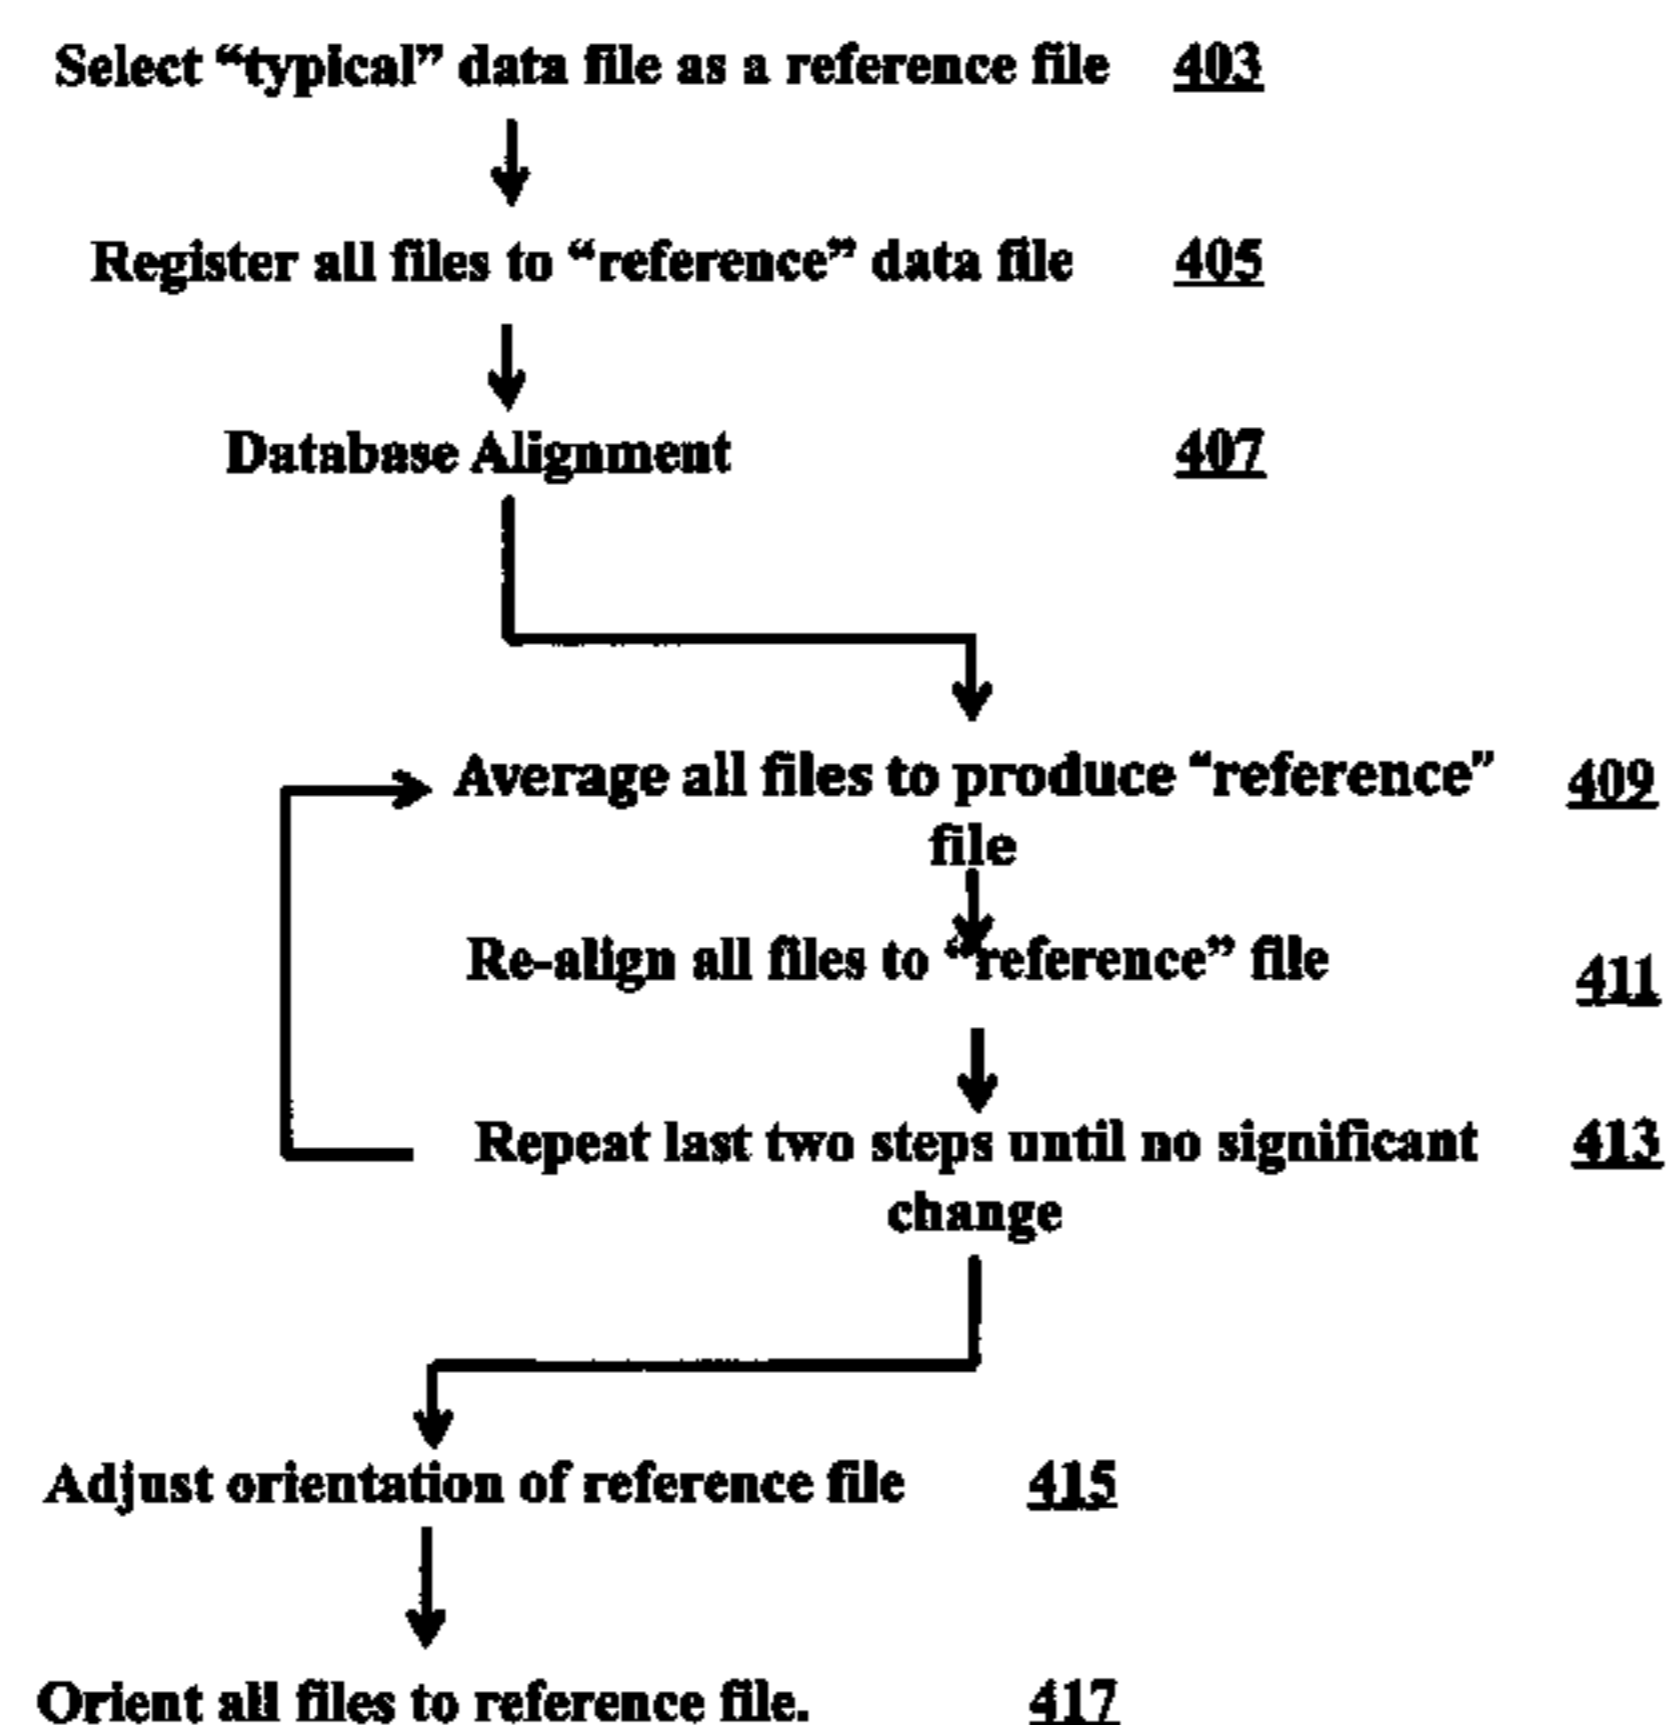 Select “typical” data file as a reference file 403
Register all files to “reference” data file 405
Database Alignment 407
Average all files to produce “reference” 409
file
Re-align all files to “reference” file 411
Repeat last two steps until no significant 413
change
Adjust orientation of reference file 415
Orient all files to reference file. 417